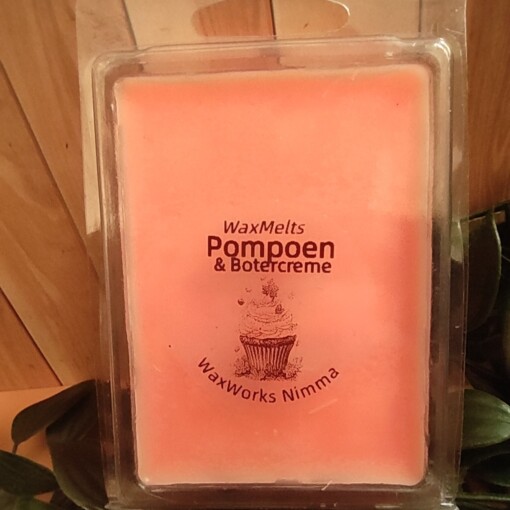 WaxMelts
Pompoen
& Botercreme
WaxWorks Nimma